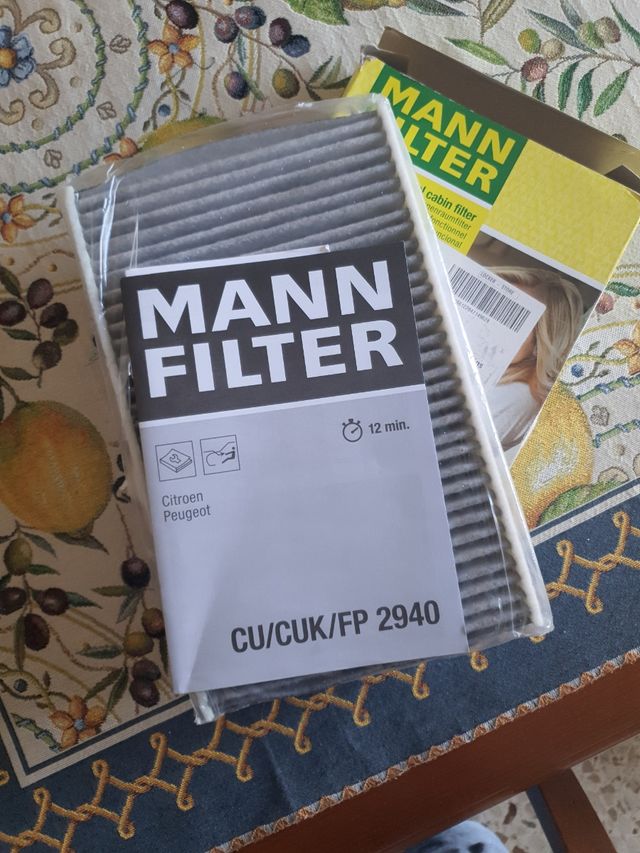 MANN
FILTER
cabin filter
MANN
FILTER
12 min.
Citroen
Peugeot
CU/CUK/FP 2940